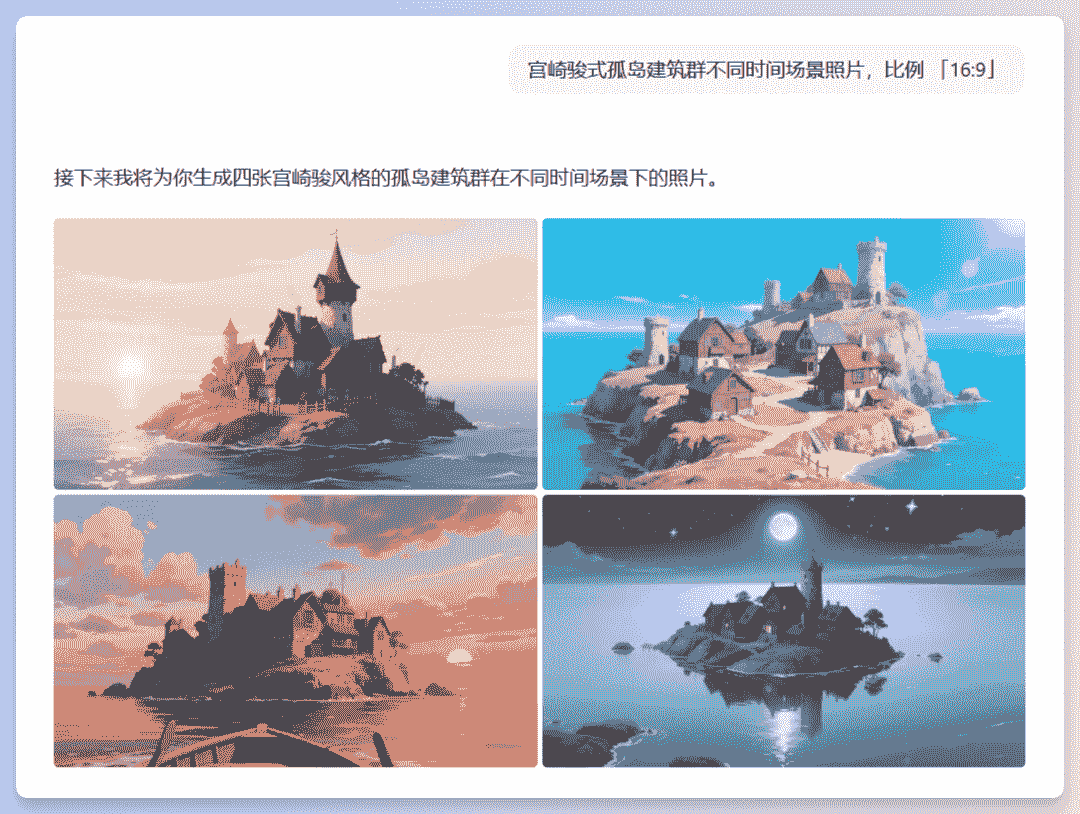 宫崎骏式孤岛建筑群不同时间场景照片，比例 「16:9」
接下来我将为你生成四张宫崎骏风格的孤岛建筑群在不同时间场景下的照片。